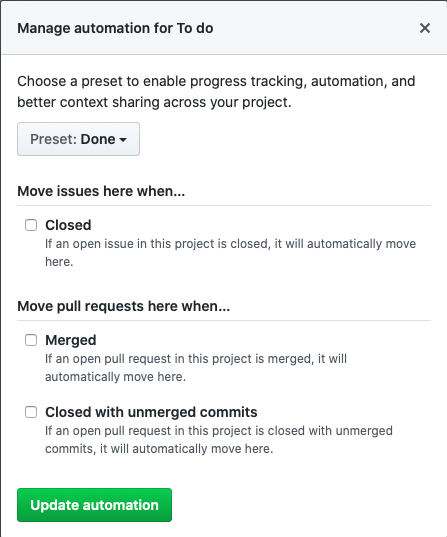 Manage automation for To do
Choose a preset to enable progress tracking, automation, and
better context sharing across your project.
Preset: Done
Move issues here when...
Closed
If an open issue in this project is closed, it will automatically move
here.
Move pull requests here when...
Merged
If an open pull request in this project is merged, it will
automatically move here.
Closed with unmerged commits
If an open pull request in this project is closed with unmerged
commits, it will automatically move here.
Update automation